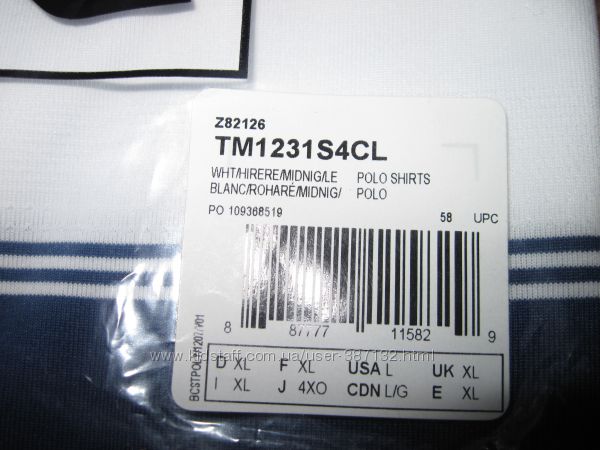 Z82126
TM1231S4CL
WHT/HIRERE/MIDNIG/LE POLO SHIRTS
BLANC/ROHARÉ/MIDNIG/ POLO
PO 109368519 58 UPC
8 87777 11582 9
www.kidstaff.com.ua/user-387132.html
D XL F XL USA L UK XL
I XL J 4XO CDN L/G E XL